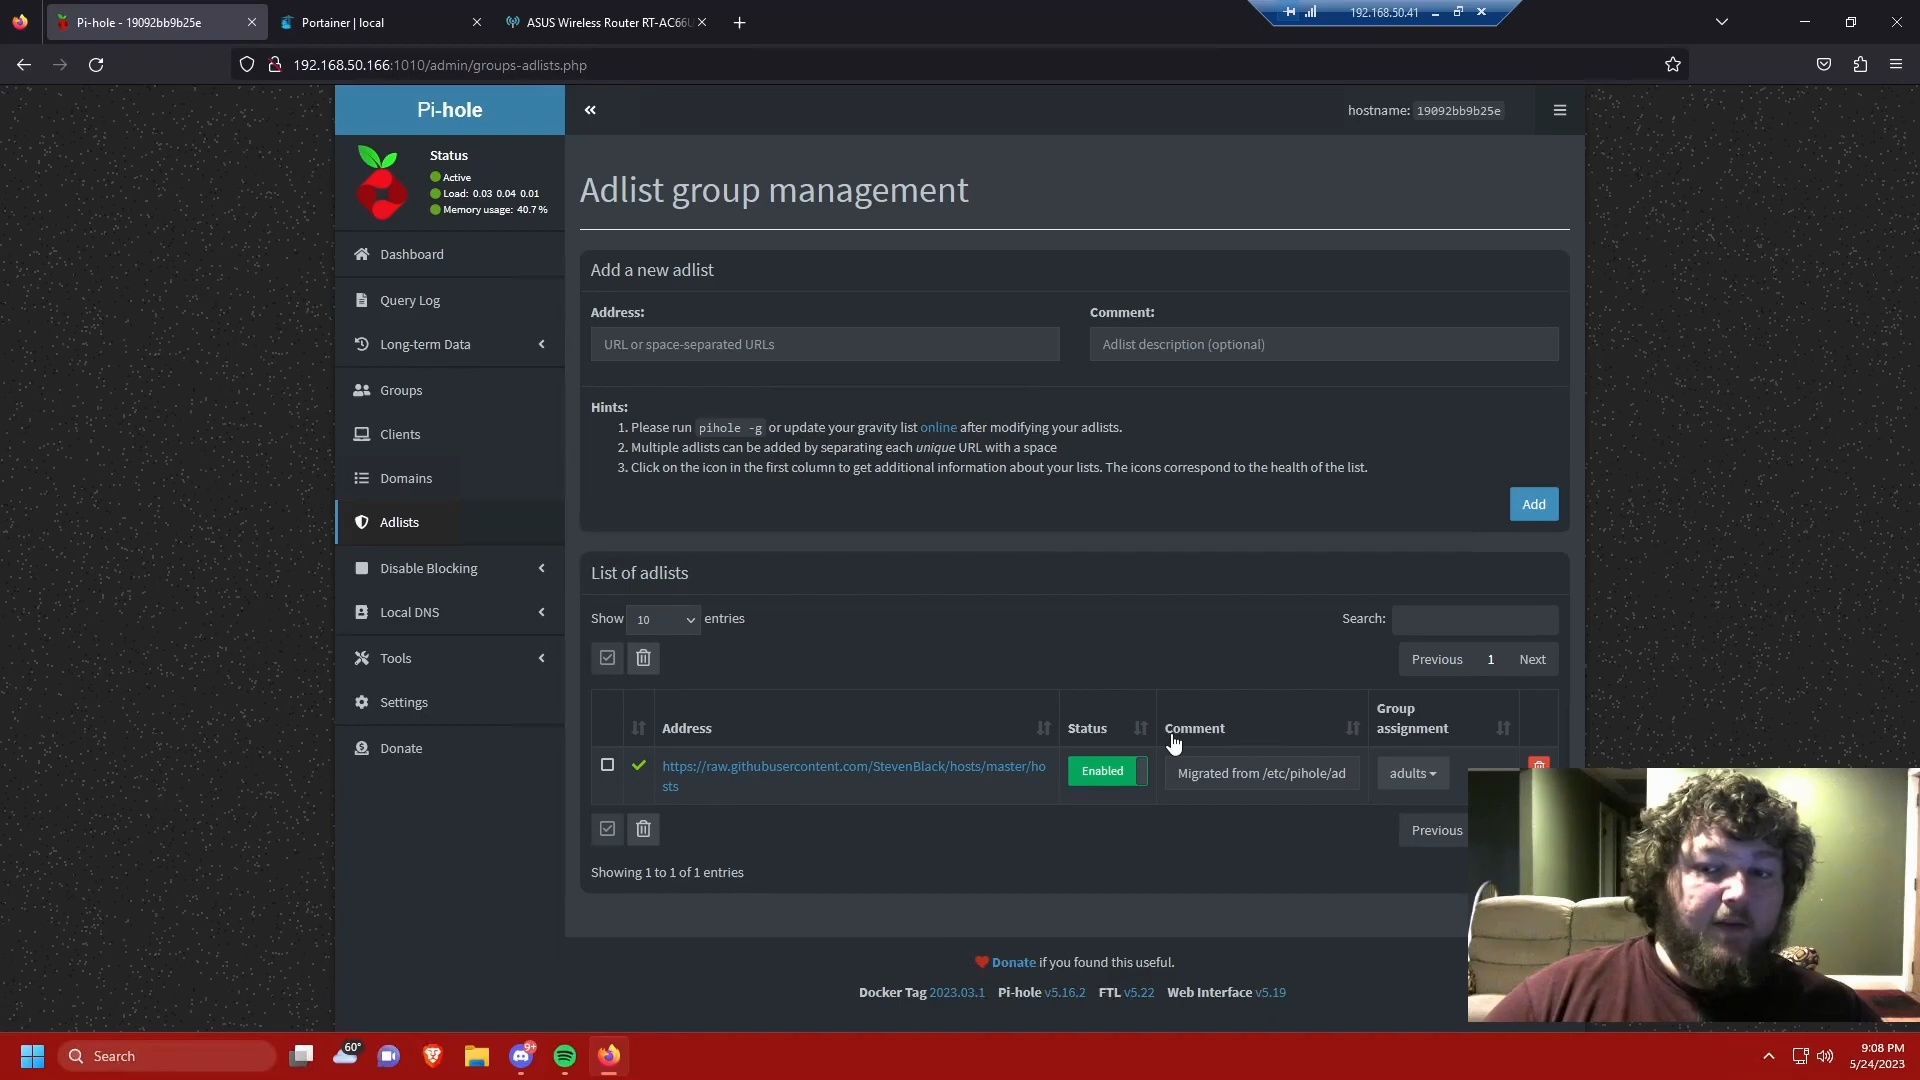 Pi-hole - 19092bb9b25e
Portainer | local
ASUS Wireless Router RT-AC66U
192.168.50.41
192.168.50.166:1010/admin/groups-adlists.php
Pi-hole
hostname: 19092bb9b25e
Status
Active
Load: 0.03 0.04 0.01
Memory usage: 40.7 %
Dashboard
Query Log
Long-term Data
Groups
Clients
Domains
Adlists
Disable Blocking
Local DNS
Tools
Settings
Donate
Adlist group management
Add a new adlist
Address:
Comment:
URL or space-separated URLs
Adlist description (optional)
Hints:
1. Please run pihole -g or update your gravity list online after modifying your adlists.
2. Multiple adlists can be added by separating each unique URL with a space
3. Click on the icon in the first column to get additional information about your lists. The icons correspond to the health of the list.
Add
List of adlists
Show 10 entries
Search:
Previous 1 Next
Address
Status
Comment
Group
assignment
https://raw.githubusercontent.com/StevenBlack/hosts/master/ho
sts
Enabled
Migrated from /etc/pihole/ad
adults
Previous
Showing 1 to 1 of 1 entries
Donate if you found this useful.
Docker Tag 2023.03.1 Pi-hole v5.16.2 FTL v5.22 Web Interface v5.19
Search
60°
9+
9:08 PM
5/24/2023